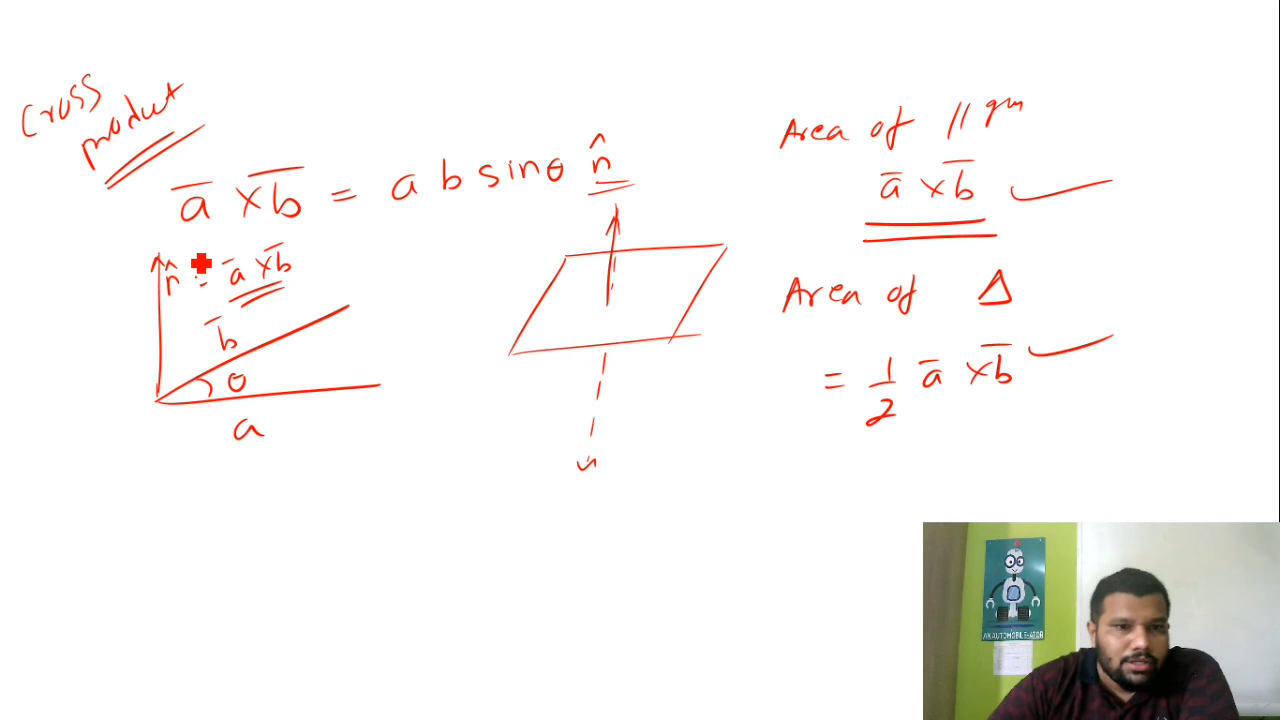 Cross
product
a̅ × b̅ = a b sinθ n̂
n̂ = a̅ × b̅
b̅
θ
a
Area of ||gm
a̅ × b̅
Area of Δ
= 1/2 a̅ × b̅